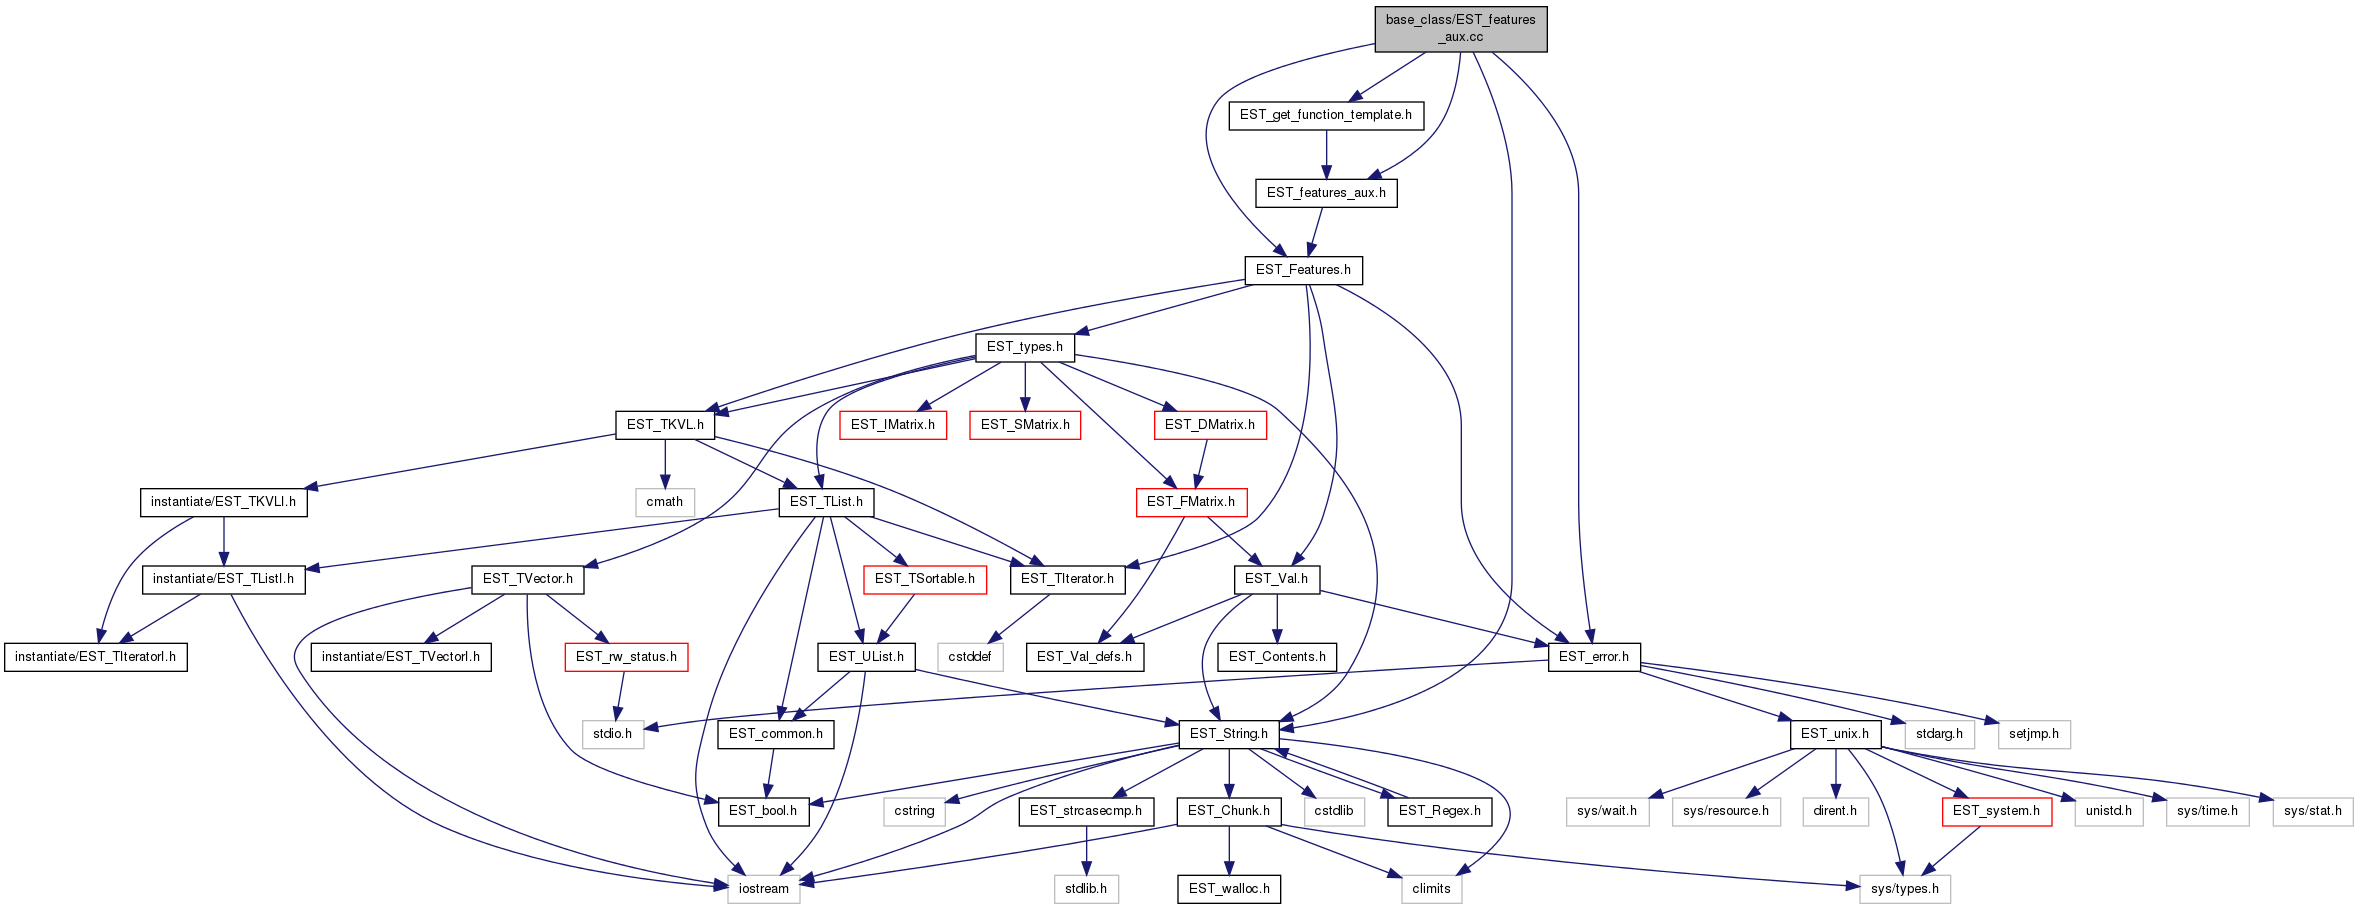 base_class/EST_features
_aux.cc
EST_get_function_template.h
EST_features_aux.h
EST_Features.h
EST_types.h
EST_TKVL.h
EST_IMatrix.h
EST_SMatrix.h
EST_DMatrix.h
instantiate/EST_TKVLI.h
cmath
EST_TList.h
EST_FMatrix.h
instantiate/EST_TListI.h
EST_TVector.h
EST_TSortable.h
EST_TIterator.h
EST_Val.h
instantiate/EST_TIteratorI.h
instantiate/EST_TVectorI.h
EST_rw_status.h
EST_UList.h
cstddef
EST_Val_defs.h
EST_Contents.h
EST_error.h
stdio.h
EST_common.h
EST_String.h
EST_unix.h
stdarg.h
setjmp.h
EST_bool.h
cstring
EST_strcasecmp.h
EST_Chunk.h
cstdlib
EST_Regex.h
sys/wait.h
sys/resource.h
dirent.h
EST_system.h
unistd.h
sys/time.h
sys/stat.h
iostream
stdlib.h
EST_walloc.h
climits
sys/types.h